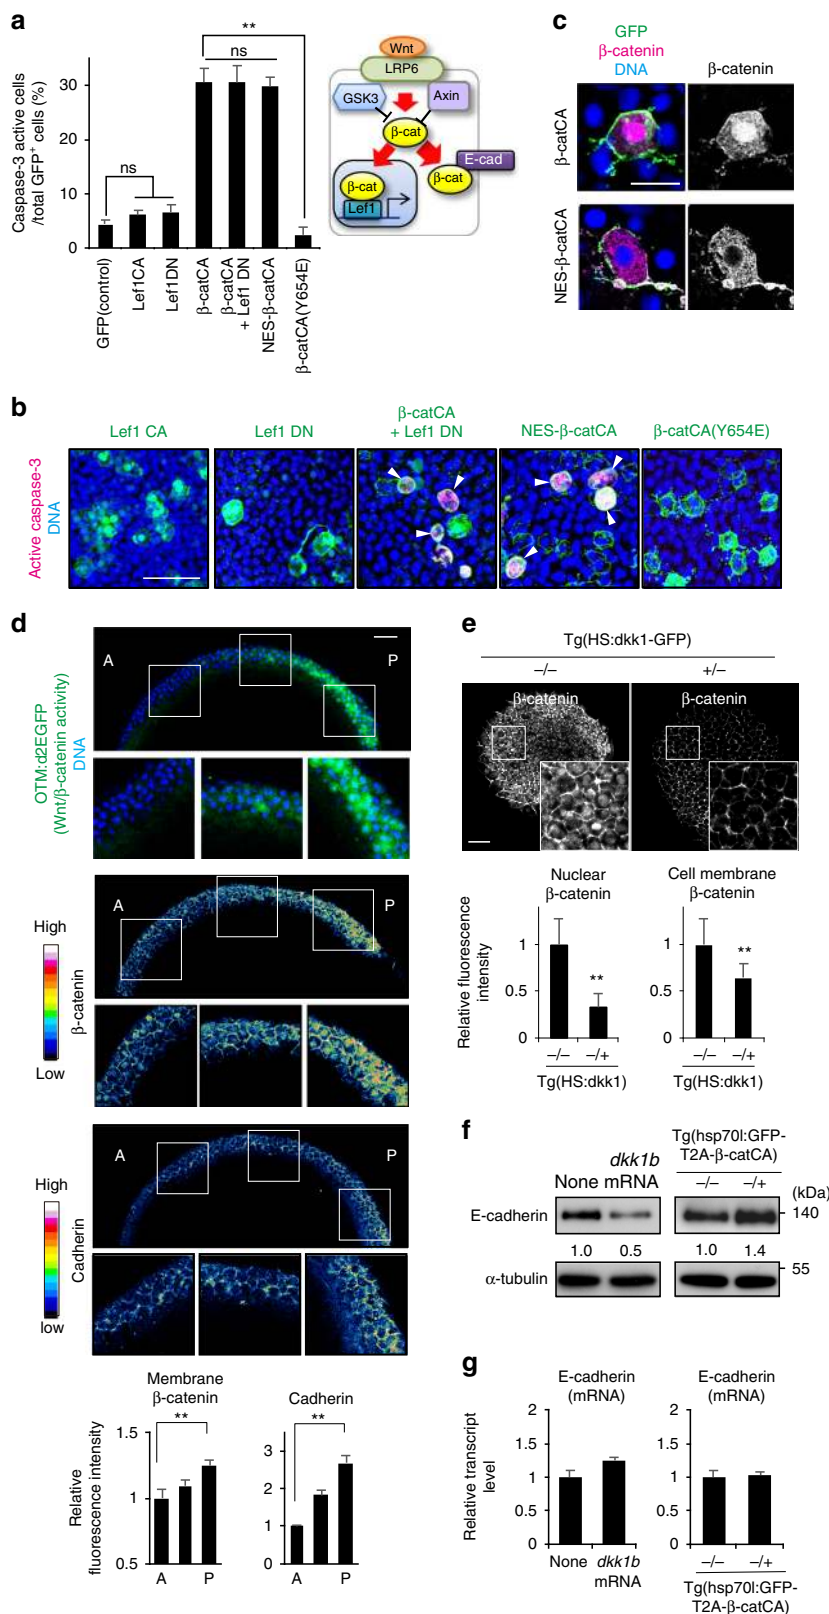 a
Caspase-3 active cells
/total GFP+ cells (%)
30
20
10
0
**
ns
ns
GFP(control)
Lef1CA
Lef1DN
β-catCA
β-catCA
+ Lef1 DN
NES-β-catCA
β-catCA(Y654E)
Wnt
LRP6
GSK3
Axin
β-cat
E-cad
β-cat
β-cat
Lef1
c
GFP
β-catenin
DNA
β-catenin
β-catCA
NES-β-catCA
b
Lef1 CA
Lef1 DN
β-catCA
+ Lef1 DN
NES-β-catCA
β-catCA(Y654E)
Active caspase-3
DNA
d
A
P
OTM:d2EGFP
(Wnt/β-catenin activity)
DNA
A
P
High
Low
β-catenin
A
P
High
low
Cadherin
Membrane
β-catenin
**
Relative
fluorescence intensity
1.5
1
0.5
A
P
Cadherin
**
3
2
1
0
A
P
e
Tg(HS:dkk1-GFP)
−/−
+/−
β-catenin
β-catenin
Nuclear
β-catenin
Relative fluorescence
intensity
1
0.5
0
**
−/−
−/+
Tg(HS:dkk1)
Cell membrane
β-catenin
1
0.5
0
**
−/−
−/+
Tg(HS:dkk1)
f
None
dkk1b
mRNA
Tg(hsp70l:GFP-
T2A-β-catCA)
−/−
−/+
(kDa)
E-cadherin
140
1.0
0.5
1.0
1.4
α-tubulin
55
g
E-cadherin
(mRNA)
Relative transcript
level
2
1.5
1
0.5
0
None
dkk1b
mRNA
E-cadherin
(mRNA)
2
1.5
1
0.5
0
−/−
−/+
Tg(hsp70l:GFP-
T2A-β-catCA)